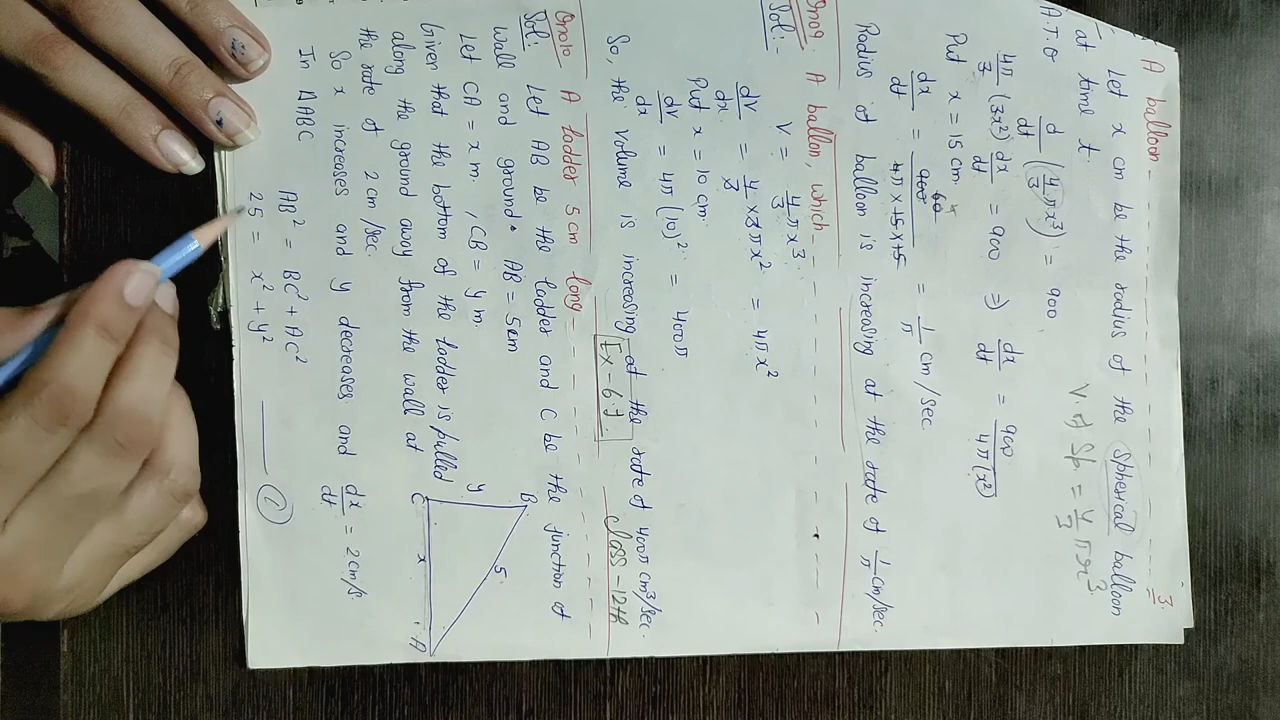 A balloon - - - - - - - - - 3.
Let x cm be the radius of the spherical balloon
at time t.
V. of Sp = 4/3 πr³
A.T.Q d/dt (4/3 πx³) = 900
4π/3 (3x²) dx/dt = 900 ⇒ dx/dt = 900/4π(x²)
Put x = 15 cm.
dx/dt = 900/4π×15×15 = 1/π cm/sec
Radius of balloon is increasing at the rate of 1/π cm/sec.
Qno9. A ballon, which - - - - - - - - -
Sol:- V = 4/3 πx³
dv/dx = 4/3 × 3πx² = 4πx²
Put x = 10 cm.
dv/dx = 4π(10)² = 400π
So, the volume is increasing at the rate of 400π cm³/sec.
Ex-6.1. Class-12th
Qno10 A ladder 5cm long - - - - - - - - -
Sol: Let AB be the ladder and C be the junction of
wall and ground. AB = 5cm
Let CA = x m., CB = y m.
Given that the bottom of the ladder is pulled
along the ground away from the wall at
the rate of 2 cm/sec.
So x increases and y decreases and dx/dt = 2cm/s.
In ΔABC
AB² = BC² + AC²
25 = x² + y² ——— (1)
B
y
5
C
x
A